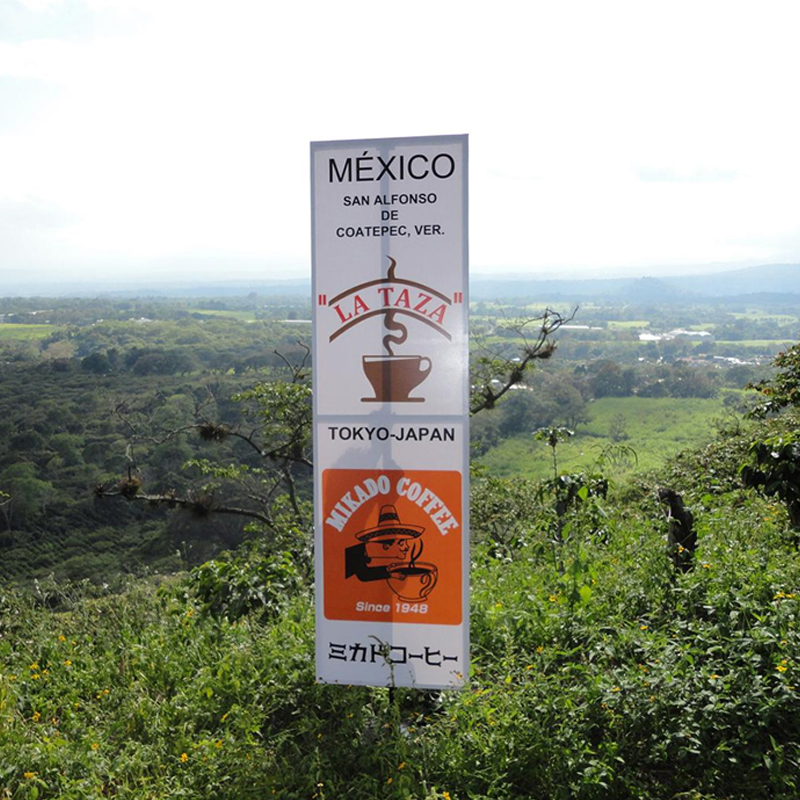 MÉXICO
SAN ALFONSO
DE
COATEPEC, VER.
"LA TAZA"
TOKYO-JAPAN
MIKADO COFFEE
Since 1948
ミカドコーヒー